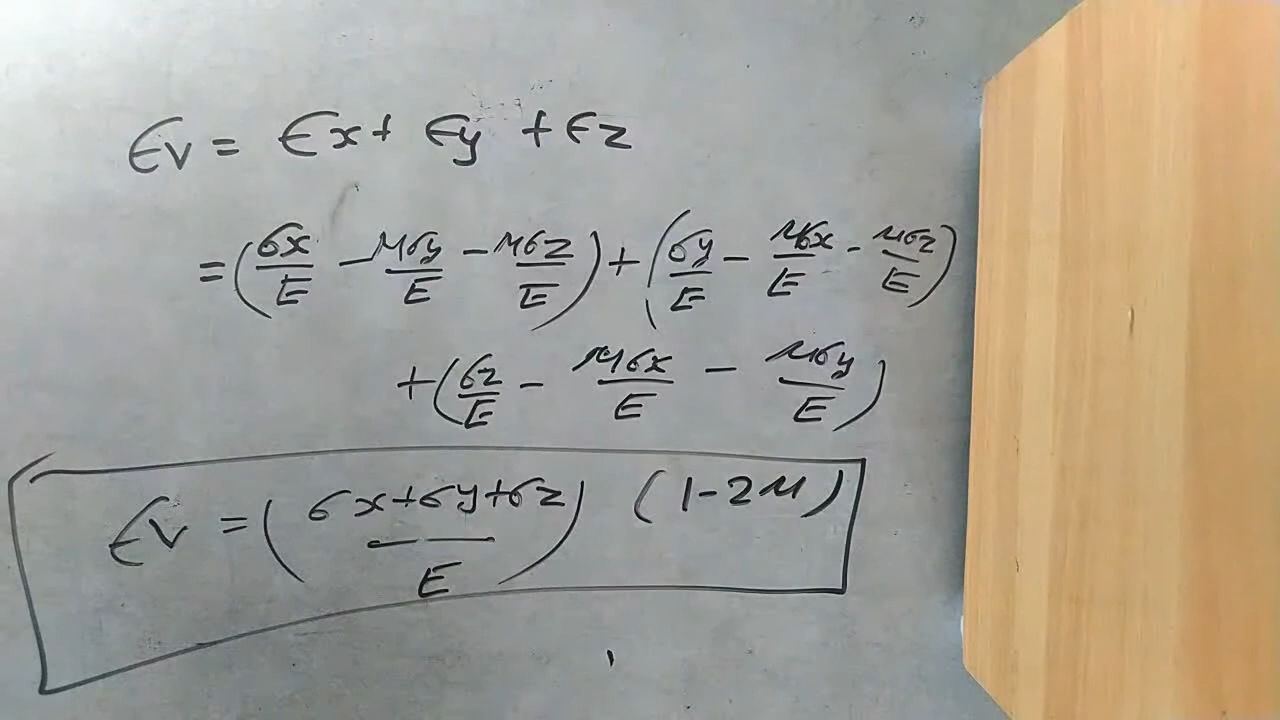 εv = εx + εy + εz
= (σx/E - μσy/E - μσz/E) + (σy/E - μσx/E - μσz/E)
+ (σz/E - μσx/E - μσy/E)
εv = ((σx+σy+σz)/E) (1-2μ)